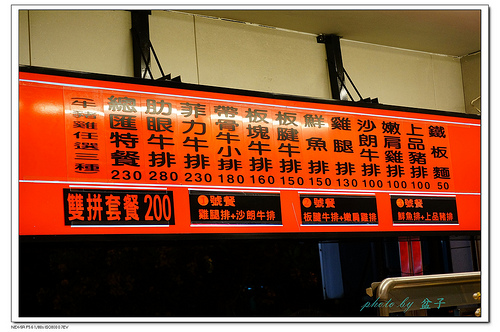 牛豬雞任選三種
總匯特餐 230
肋眼牛排 280
菲力牛排 230
帶骨牛小排 180
板塊牛排 160
板腱牛排 150
鮮魚排 150
雞腿排 130
沙朗牛排 100
嫩肩雞排 100
上品豬排 100
鐵板麵 50
雙拼套餐 200
①號餐
雞腿排+沙朗牛排
②號餐
板腱牛排+嫩肩雞排
③號餐
鮮魚排+上品豬排
photo by 盆子